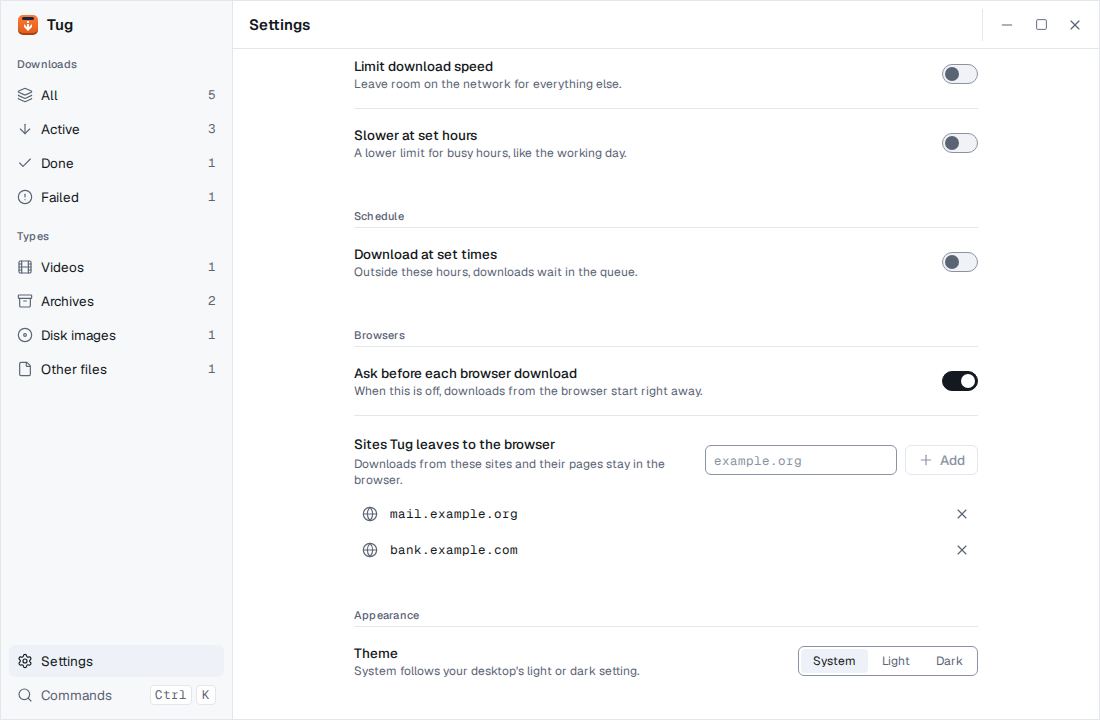 Tug
Settings
Downloads
All 5
Active 3
Done 1
Failed 1
Types
Videos 1
Archives 2
Disk images 1
Other files 1
Settings
Commands Ctrl K
Limit download speed
Leave room on the network for everything else.
Slower at set hours
A lower limit for busy hours, like the working day.
Schedule
Download at set times
Outside these hours, downloads wait in the queue.
Browsers
Ask before each browser download
When this is off, downloads from the browser start right away.
Sites Tug leaves to the browser
Downloads from these sites and their pages stay in the
browser.
example.org
Add
mail.example.org
bank.example.com
Appearance
Theme
System follows your desktop's light or dark setting.
System Light Dark